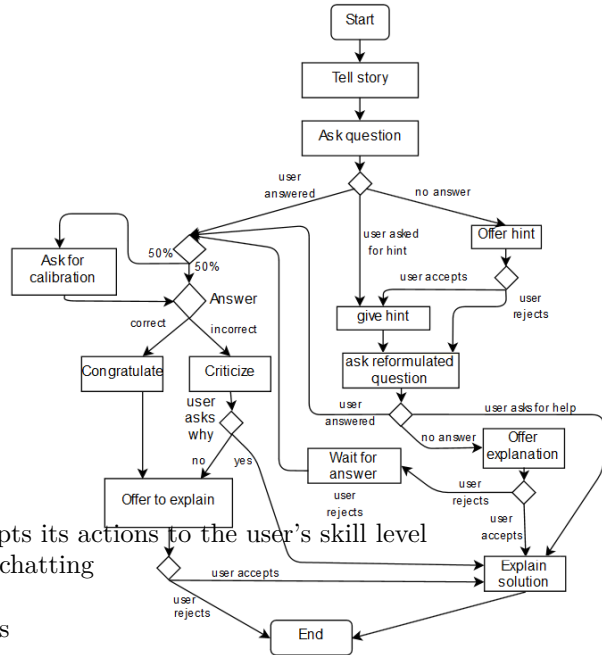 Start
Tell story
Ask question
user
answered
no answer
user asked
for hint
Offer hint
50%
50%
Ask for
calibration
Answer
user accepts
user
rejects
give hint
correct
incorrect
ask reformulated
question
Congratulate
Criticize
user
asks
why
user
answered
user asks for help
no answer
Offer
explanation
no
yes
Wait for
answer
user
rejects
user
rejects
Offer to explain
user
accepts
pts its actions to the user's skill level
chatting
user accepts
Explain
solution
user
rejects
s
End